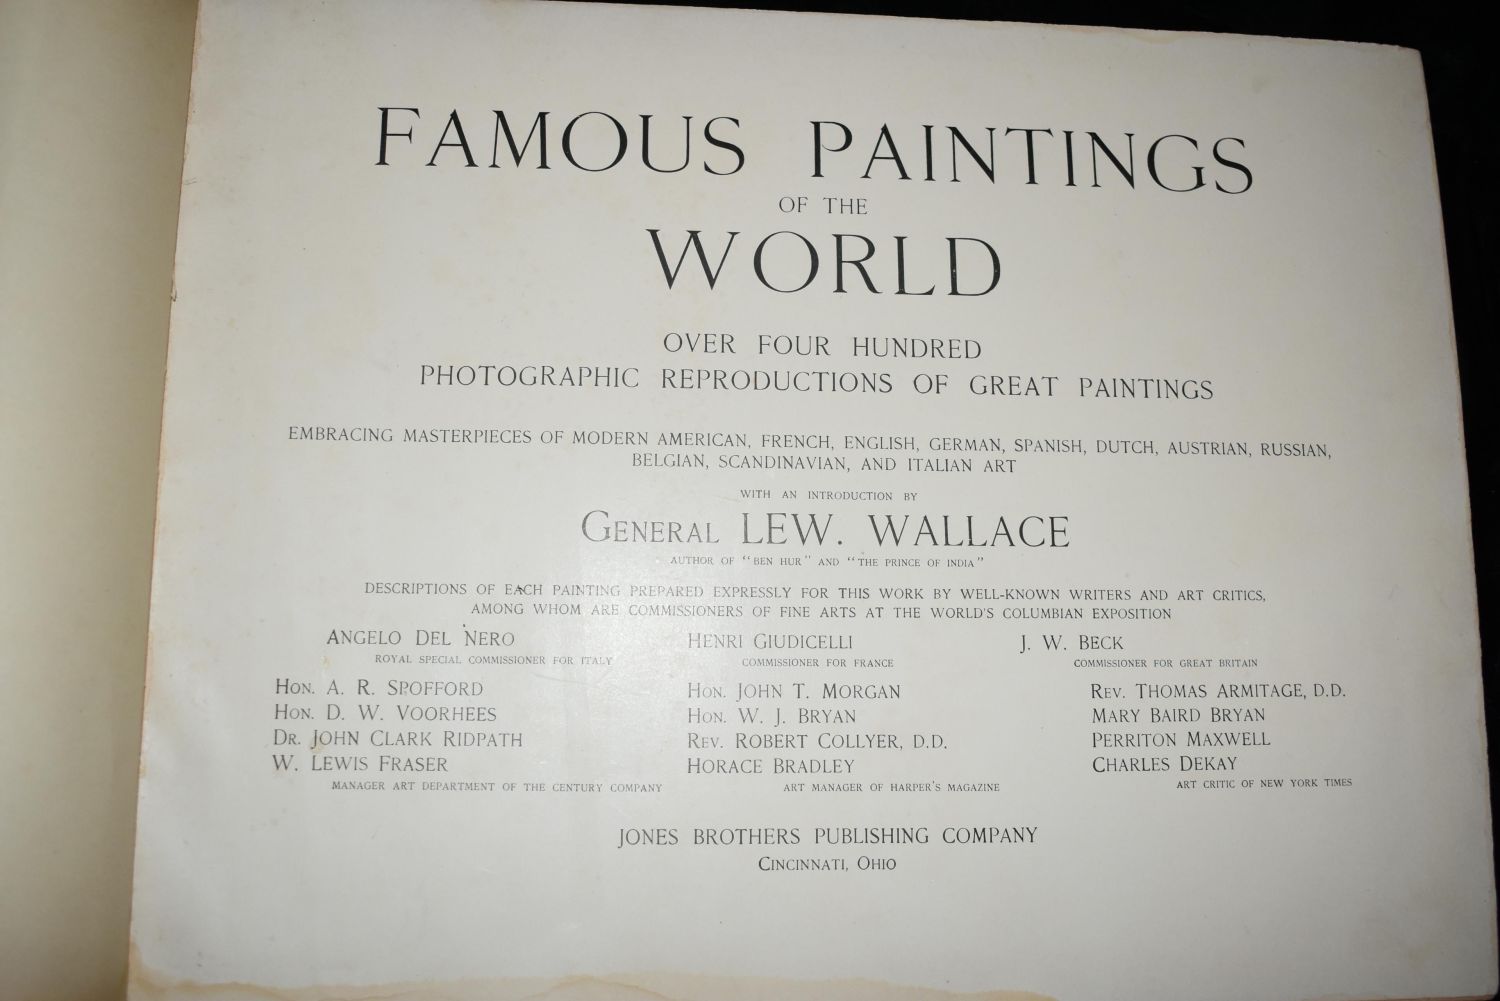 FAMOUS PAINTINGS
OF THE
WORLD
OVER FOUR HUNDRED
PHOTOGRAPHIC REPRODUCTIONS OF GREAT PAINTINGS
EMBRACING MASTERPIECES OF MODERN AMERICAN, FRENCH, ENGLISH, GERMAN, SPANISH, DUTCH, AUSTRIAN, RUSSIAN,
BELGIAN, SCANDINAVIAN, AND ITALIAN ART
WITH AN INTRODUCTION BY
GENERAL LEW. WALLACE
AUTHOR OF "BEN HUR" AND "THE PRINCE OF INDIA"
DESCRIPTIONS OF EACH PAINTING PREPARED EXPRESSLY FOR THIS WORK BY WELL-KNOWN WRITERS AND ART CRITICS,
AMONG WHOM ARE COMMISSIONERS OF FINE ARTS AT THE WORLD'S COLUMBIAN EXPOSITION
ANGELO DEL NERO HENRI GIUDICELLI J. W. BECK
ROYAL SPECIAL COMMISSIONER FOR ITALY COMMISSIONER FOR FRANCE COMMISSIONER FOR GREAT BRITAIN
HON. A. R. SPOFFORD HON. JOHN T. MORGAN REV. THOMAS ARMITAGE, D.D.
HON. D. W. VOORHEES HON. W. J. BRYAN MARY BAIRD BRYAN
DR. JOHN CLARK RIDPATH REV. ROBERT COLLYER, D.D. PERRITON MAXWELL
W. LEWIS FRASER HORACE BRADLEY CHARLES DEKAY
MANAGER ART DEPARTMENT OF THE CENTURY COMPANY ART MANAGER OF HARPER'S MAGAZINE ART CRITIC OF NEW YORK TIMES
JONES BROTHERS PUBLISHING COMPANY
CINCINNATI, OHIO